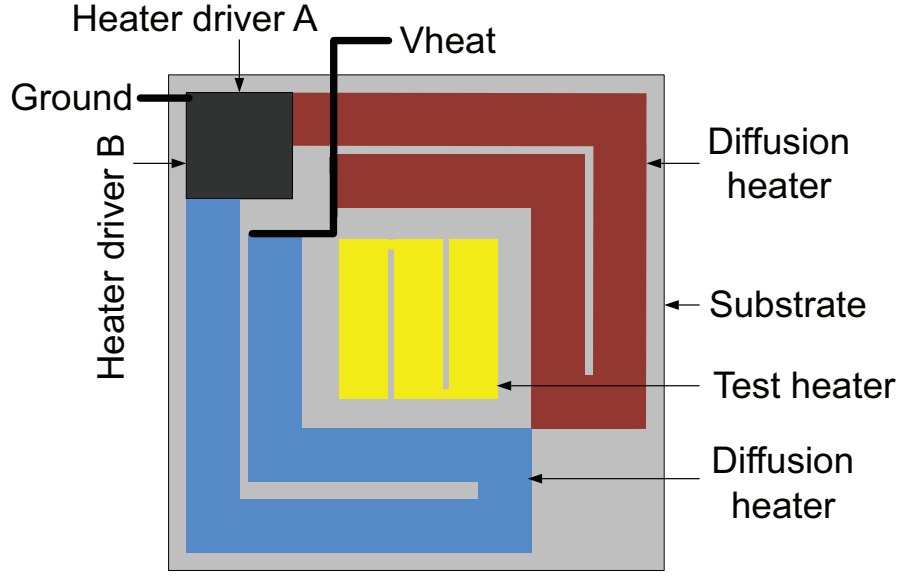 Heater driver A
Vheat
Ground
Heater driver B
Diffusion
heater
Substrate
Test heater
Diffusion
heater